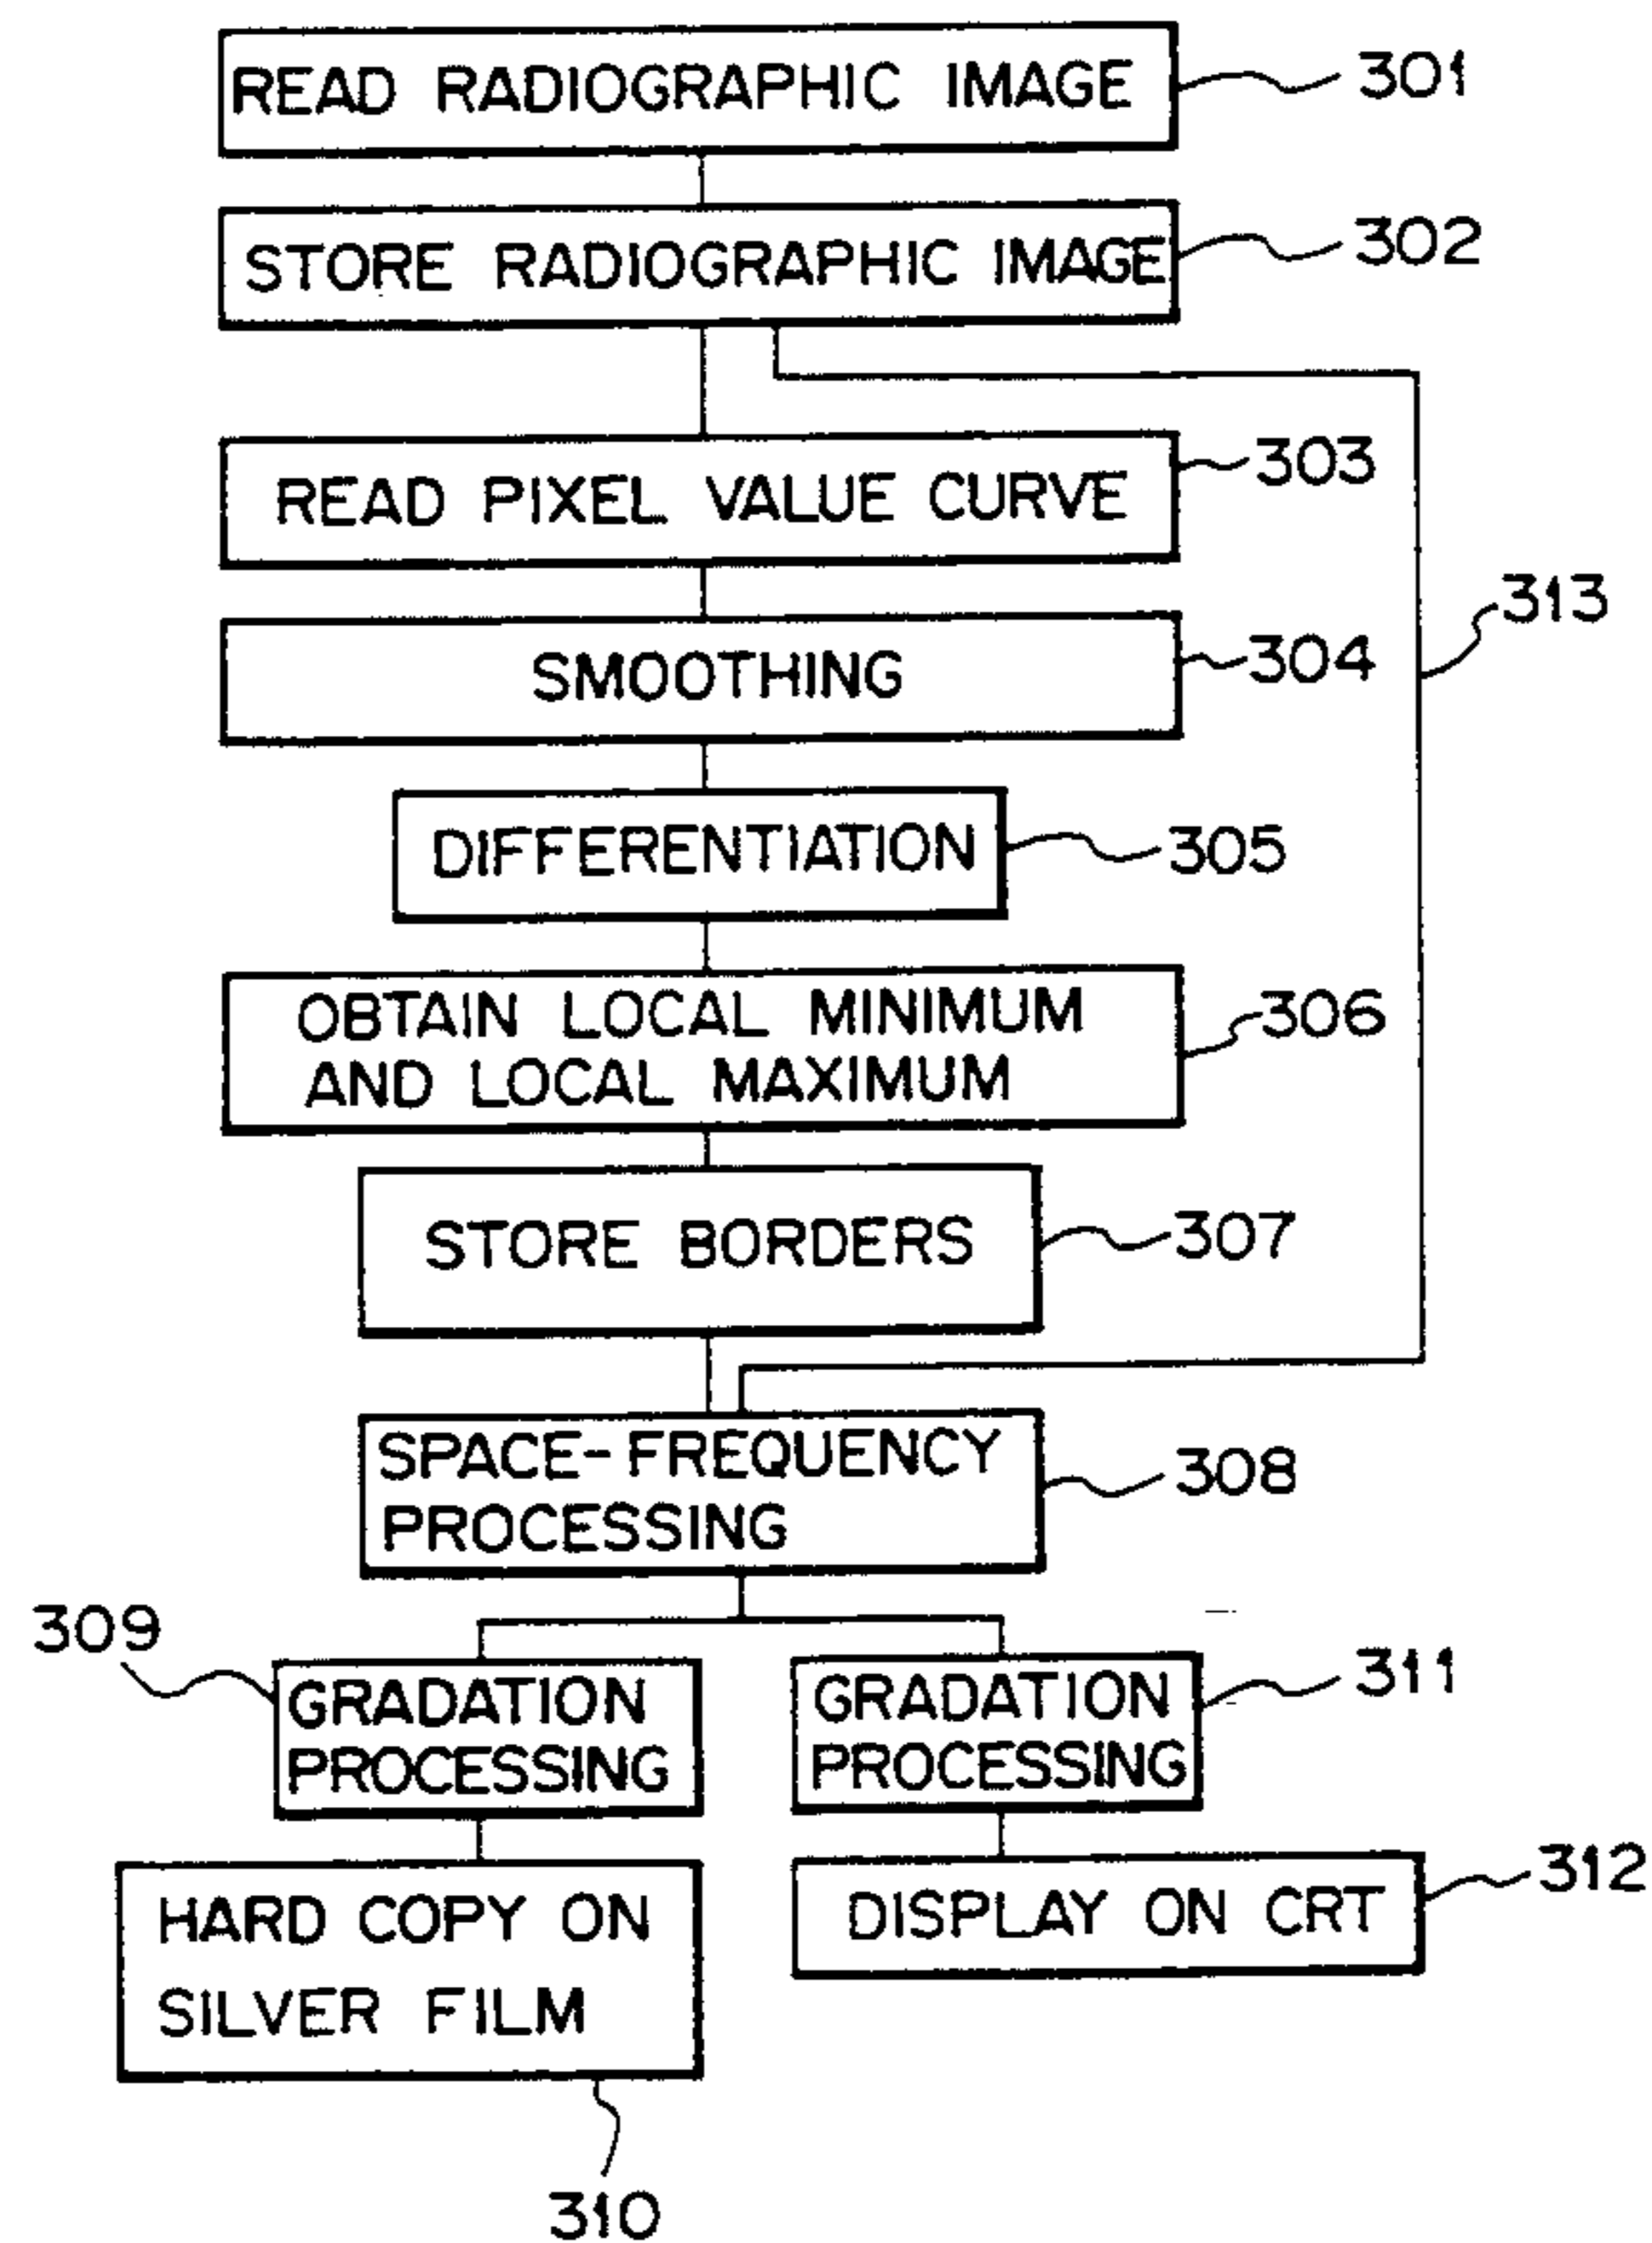 READ RADIOGRAPHIC IMAGE
301
STORE RADIOGRAPHIC IMAGE
302
READ PIXEL VALUE CURVE
303
313
SMOOTHING
304
DIFFERENTIATION
305
OBTAIN LOCAL MINIMUM
AND LOCAL MAXIMUM
306
STORE BORDERS
307
SPACE-FREQUENCY
PROCESSING
308
309
GRADATION
PROCESSING
GRADATION
PROCESSING
311
HARD COPY ON
SILVER FILM
DISPLAY ON CRT
312
310